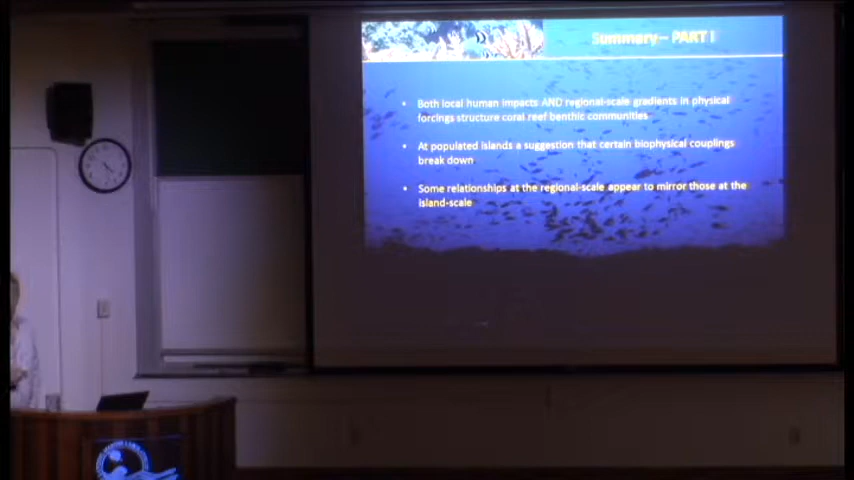 Summary – PART I
• Both local human impacts AND regional-scale gradients in physical
forcings structure coral reef benthic communities
• At populated islands a suggestion that certain biophysical couplings
break down
• Some relationships at the regional-scale appear to mirror those at the
island-scale